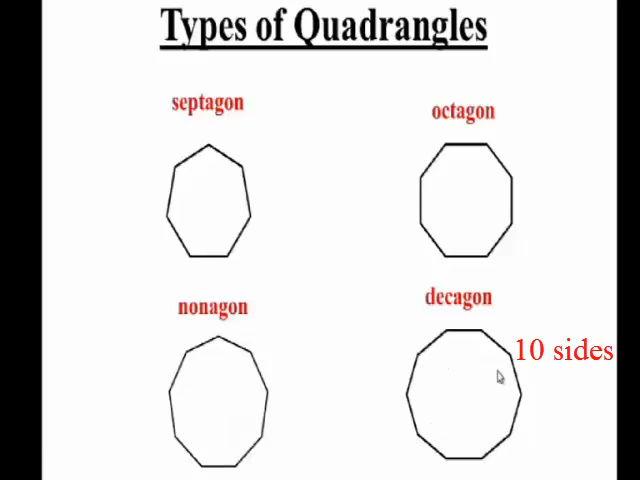 Types of Quadrangles
septagon
octagon
nonagon
decagon
10 sides